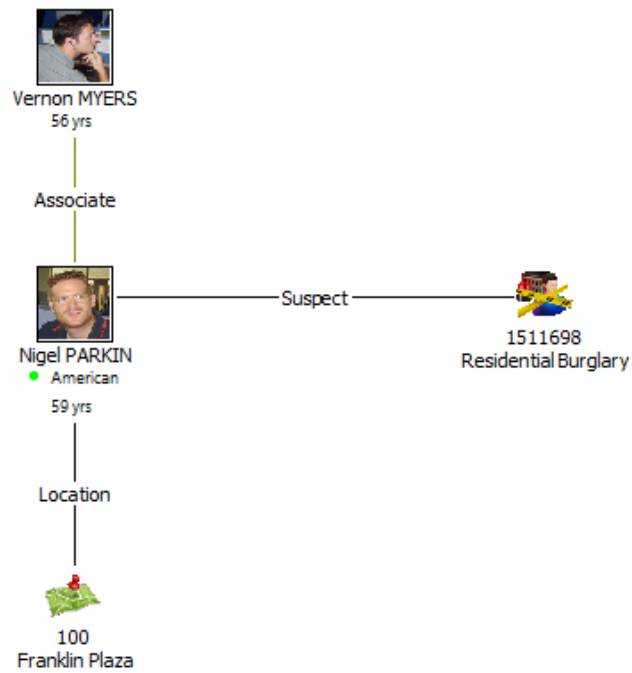 Vernon MYERS
56 yrs
Associate
Nigel PARKIN
American
59 yrs
Suspect
1511698
Residential Burglary
Location
100
Franklin Plaza